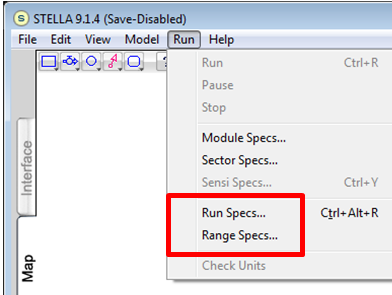 STELLA 9.1.4 (Save-Disabled)
File Edit View Model Run Help
Run Ctrl+R
Pause
Stop
Module Specs...
Sector Specs...
Sensi Specs... Ctrl+Y
Run Specs... Ctrl+Alt+R
Range Specs...
Check Units
Interface
Map